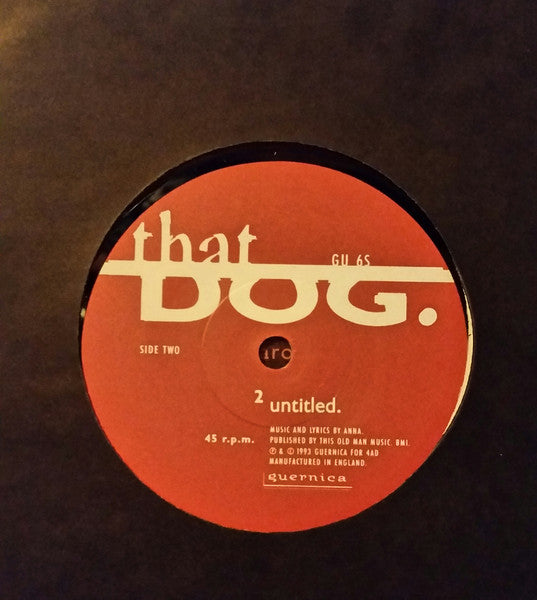 that
GU 6S
DOG.
SIDE TWO
2 untitled.
45 r.p.m.
MUSIC AND LYRICS BY ANNA.
PUBLISHED BY THIS OLD MAN MUSIC. BMI.
℗ & © 1993 GUERNICA FOR 4AD
MANUFACTURED IN ENGLAND.
guernica